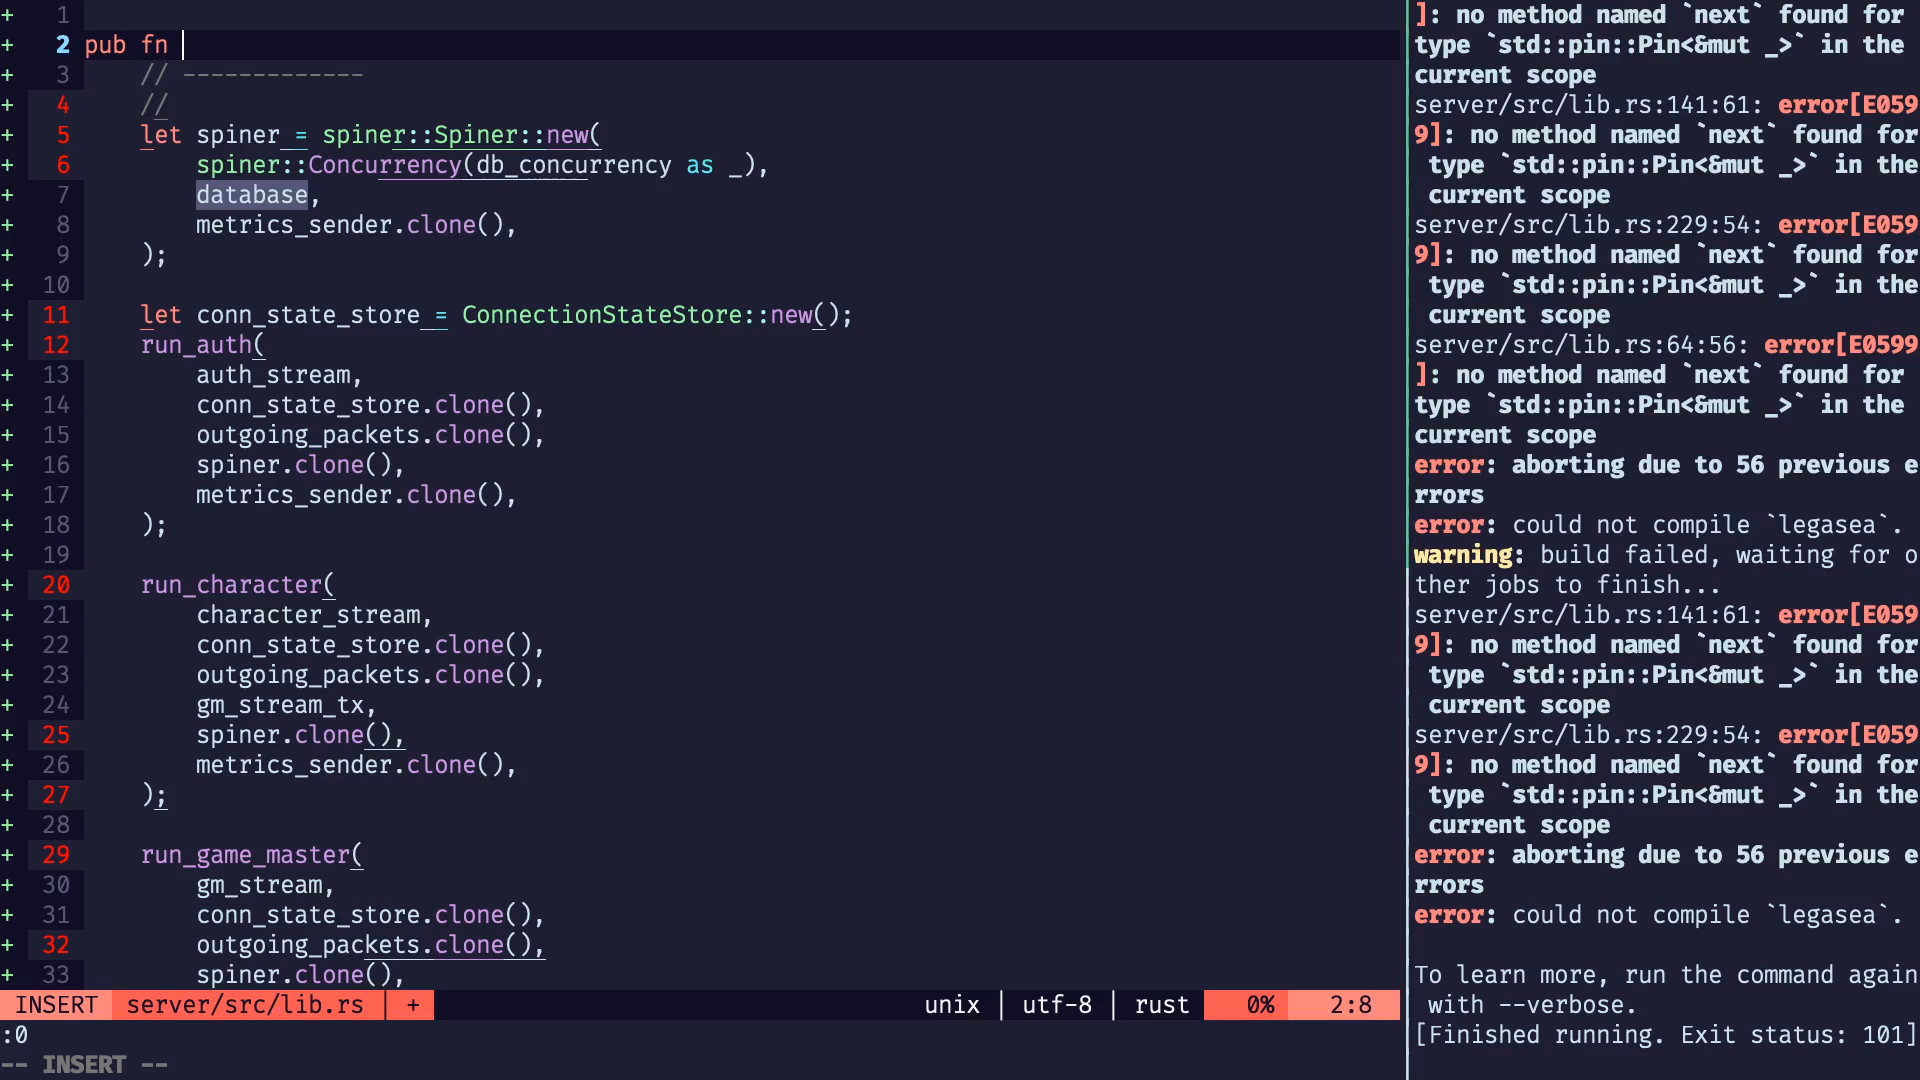 + 1
+ 2 pub fn
+ 3     // -------------
+ 4     //
+ 5     let spiner = spiner::Spiner::new(
+ 6         spiner::Concurrency(db_concurrency as _),
+ 7         database,
+ 8         metrics_sender.clone(),
+ 9     );
+ 10
+ 11     let conn_state_store = ConnectionStateStore::new();
+ 12     run_auth(
+ 13         auth_stream,
+ 14         conn_state_store.clone(),
+ 15         outgoing_packets.clone(),
+ 16         spiner.clone(),
+ 17         metrics_sender.clone(),
+ 18     );
+ 19
+ 20     run_character(
+ 21         character_stream,
+ 22         conn_state_store.clone(),
+ 23         outgoing_packets.clone(),
+ 24         gm_stream_tx,
+ 25         spiner.clone(),
+ 26         metrics_sender.clone(),
+ 27     );
+ 28
+ 29     run_game_master(
+ 30         gm_stream,
+ 31         conn_state_store.clone(),
+ 32         outgoing_packets.clone(),
+ 33         spiner.clone(),
INSERT server/src/lib.rs | + unix | utf-8 | rust 0% 2:8
:0
-- INSERT --
]: no method named `next` found for
type `std::pin::Pin<&mut _>` in the
current scope
server/src/lib.rs:141:61: error[E059
9]: no method named `next` found for
 type `std::pin::Pin<&mut _>` in the
 current scope
server/src/lib.rs:229:54: error[E059
9]: no method named `next` found for
 type `std::pin::Pin<&mut _>` in the
 current scope
server/src/lib.rs:64:56: error[E0599
]: no method named `next` found for
type `std::pin::Pin<&mut _>` in the
current scope
error: aborting due to 56 previous e
rrors
error: could not compile `legasea`.
warning: build failed, waiting for o
ther jobs to finish...
server/src/lib.rs:141:61: error[E059
9]: no method named `next` found for
 type `std::pin::Pin<&mut _>` in the
 current scope
server/src/lib.rs:229:54: error[E059
9]: no method named `next` found for
 type `std::pin::Pin<&mut _>` in the
 current scope
error: aborting due to 56 previous e
rrors
error: could not compile `legasea`.

To learn more, run the command again
 with --verbose.
[Finished running. Exit status: 101]